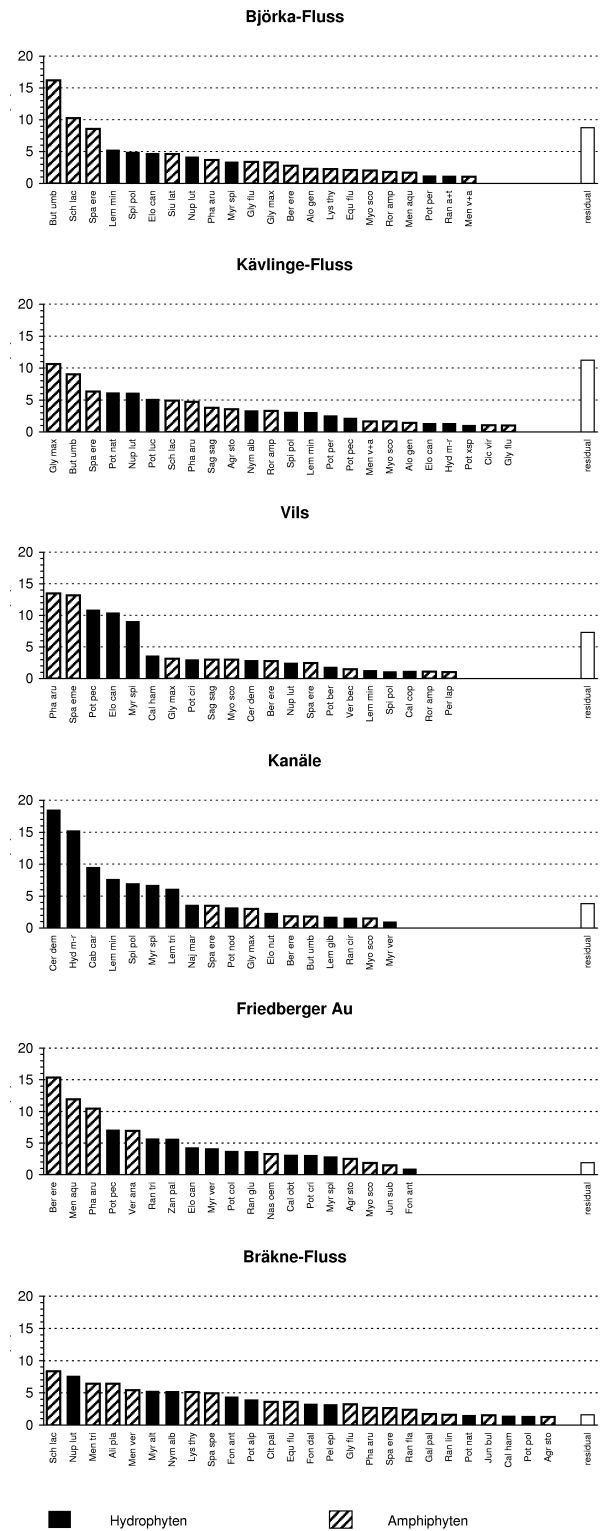 Björka-Fluss
20
15
10
5
0
But umb Sch lac Spa ere Lem min Spi pol Elo can Siu lat Nup lut Pha aru Myr spi Gly flu Gly max Ber ere Alo gen Lys thy Equ flu Myo sco Ror amp Men aqu Pot per Ran a+t Men v+a residual
Kävlinge-Fluss
20
15
10
5
0
Gly max But umb Spa ere Pot nat Nup lut Pot luc Sch lac Pha aru Sag sag Agr sto Nym alb Ror amp Spi pol Lem min Pot per Pot pec Men v+a Myo sco Alo gen Elo can Hyd m-r Pot xsp Cic vir Gly flu residual
Vils
20
15
10
5
0
Pha aru Spa eme Pot pec Elo can Myr spi Cal ham Gly max Pot cri Sag sag Myo sco Cer dem Ber ere Nup lut Spa ere Pot ber Ver bec Lem min Spi pol Cal cop Ror amp Per lap residual
Kanäle
20
15
10
5
0
Cer dem Hyd m-r Cab car Lem min Spi pol Myr spi Lem tri Naj mar Spa ere Pot nod Gly max Elo nut Ber ere But umb Lem gib Ran cir Myo sco Myr ver residual
Friedberger Au
20
15
10
5
0
Ber ere Men aqu Pha aru Pot pec Ver ana Ran tri Zan pal Elo can Myr ver Pot col Ran glu Nas oem Cal obt Pot cri Myr spi Agr sto Myo sco Jun sub Fon ant residual
Bräkne-Fluss
20
15
10
5
0
Sch lac Nup lut Men tri Ali pla Men ver Myr alt Nym alb Lys thy Spa spe Fon ant Pot alp Clt pal Equ flu Fon dal Pel epi Gly flu Pha aru Spa ere Ran fla Gal pal Ran lin Pot nat Jun bul Cal ham Pot pol Agr sto residual
Hydrophyten Amphiphyten